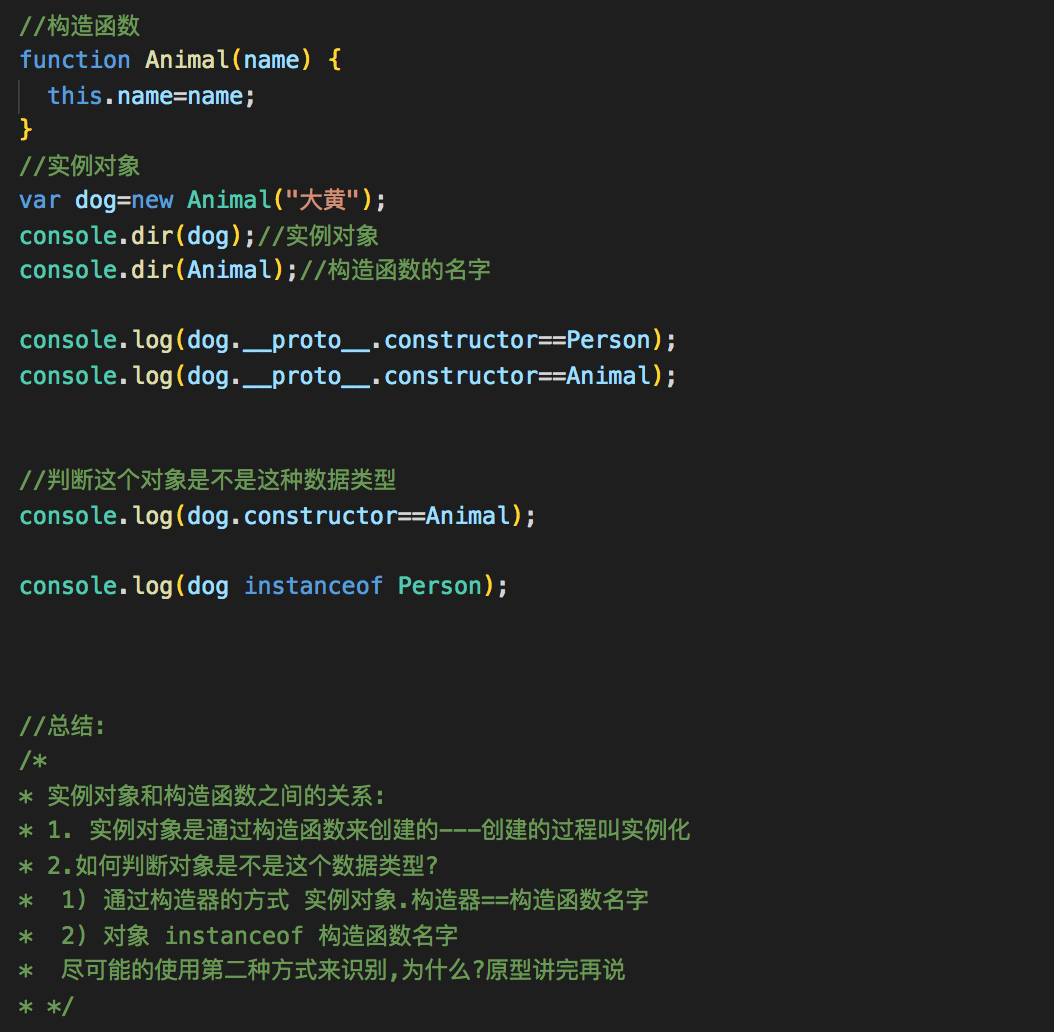 //构造函数
function Animal(name) {
  this.name=name;
}
//实例对象
var dog=new Animal("大黄");
console.dir(dog);//实例对象
console.dir(Animal);//构造函数的名字
console.log(dog.__proto__.constructor==Person);
console.log(dog.__proto__.constructor==Animal);
//判断这个对象是不是这种数据类型
console.log(dog.constructor==Animal);
console.log(dog instanceof Person);
//总结:
/*
* 实例对象和构造函数之间的关系:
* 1. 实例对象是通过构造函数来创建的---创建的过程叫实例化
* 2.如何判断对象是不是这个数据类型?
*  1) 通过构造器的方式 实例对象.构造器==构造函数名字
*  2) 对象 instanceof 构造函数名字
*  尽可能的使用第二种方式来识别,为什么?原型讲完再说
* */